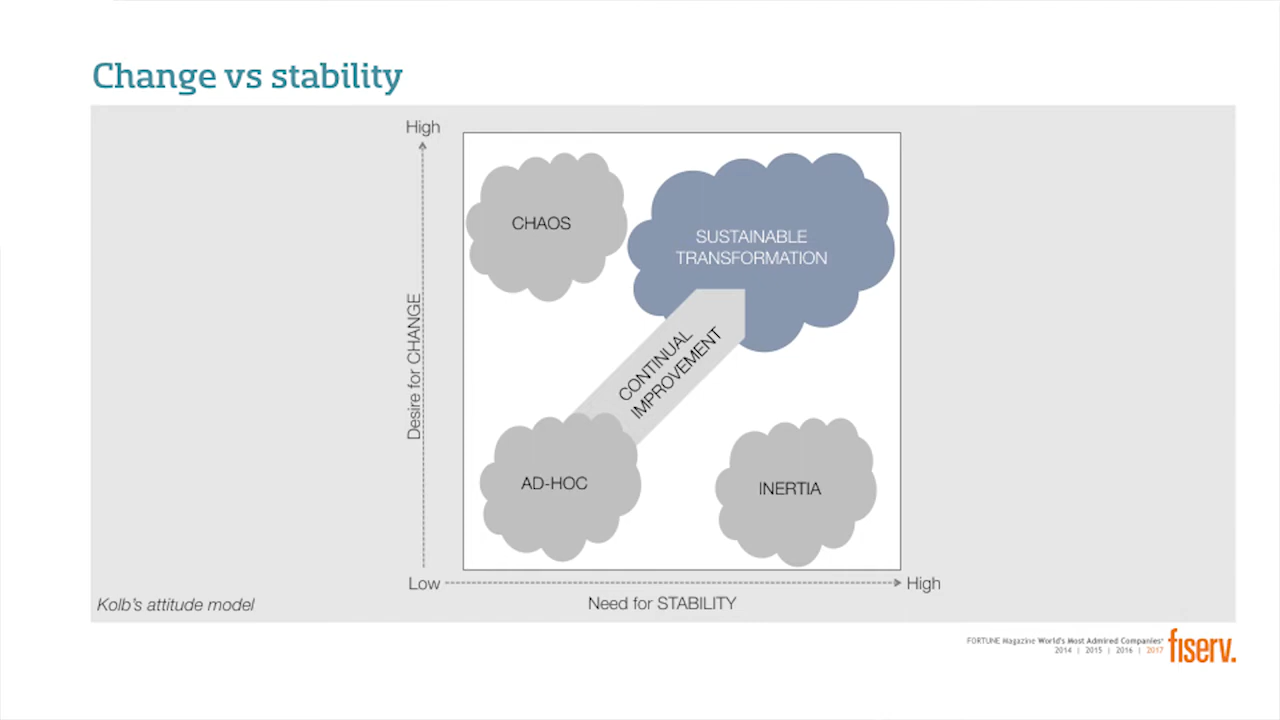 Change vs stability
High
CHAOS
SUSTAINABLE
TRANSFORMATION
Desire for CHANGE
CONTINUAL
IMPROVEMENT
AD-HOC
INERTIA
Low
High
Need for STABILITY
Kolb's attitude model
FORTUNE Magazine World's Most Admired Companies®
2014 | 2015 | 2016 | 2017
fiserv.